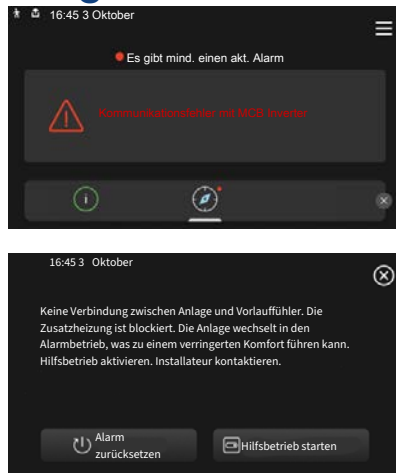 16:45 3 Oktober
Es gibt mind. einen akt. Alarm
Kommunisationsfehler mit MCB Inverter
i
16:45 3 Oktober
Keine Verbindung zwischen Anlage und Vorlauffühler. Die
Zusatzheizung ist blockiert. Die Anlage wechselt in den
Alarmbetrieb, was zu einem verringerten Komfort führen kann.
Hilfsbetrieb aktivieren. Installateur kontaktieren.
Alarm
zurücksetzen
Hilfsbetrieb starten